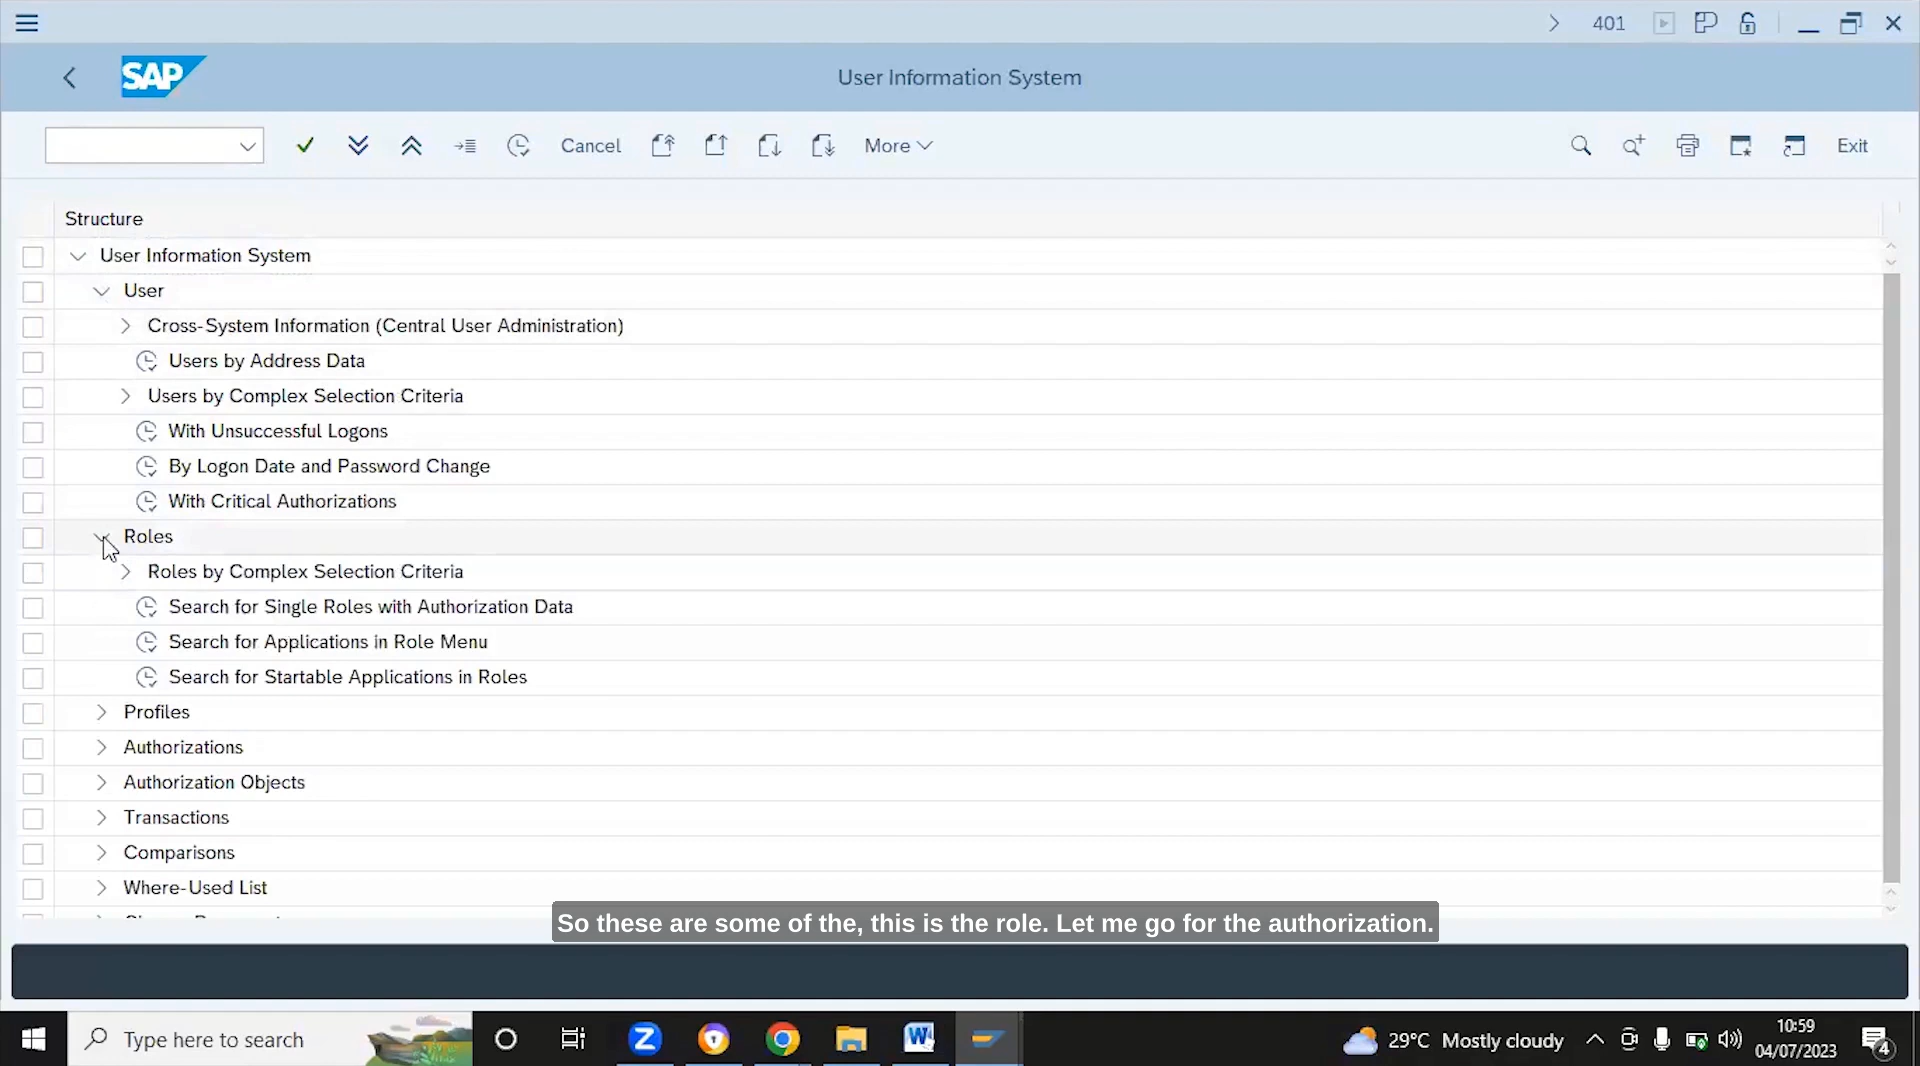 401
SAP
User Information System
Cancel
More
Exit
Structure
User Information System
User
Cross-System Information (Central User Administration)
Users by Address Data
Users by Complex Selection Criteria
With Unsuccessful Logons
By Logon Date and Password Change
With Critical Authorizations
Roles
Roles by Complex Selection Criteria
Search for Single Roles with Authorization Data
Search for Applications in Role Menu
Search for Startable Applications in Roles
Profiles
Authorizations
Authorization Objects
Transactions
Comparisons
Where-Used List
So these are some of the, this is the role. Let me go for the authorization.
Type here to search
Z
W
29°C Mostly cloudy
10:59
04/07/2023
4